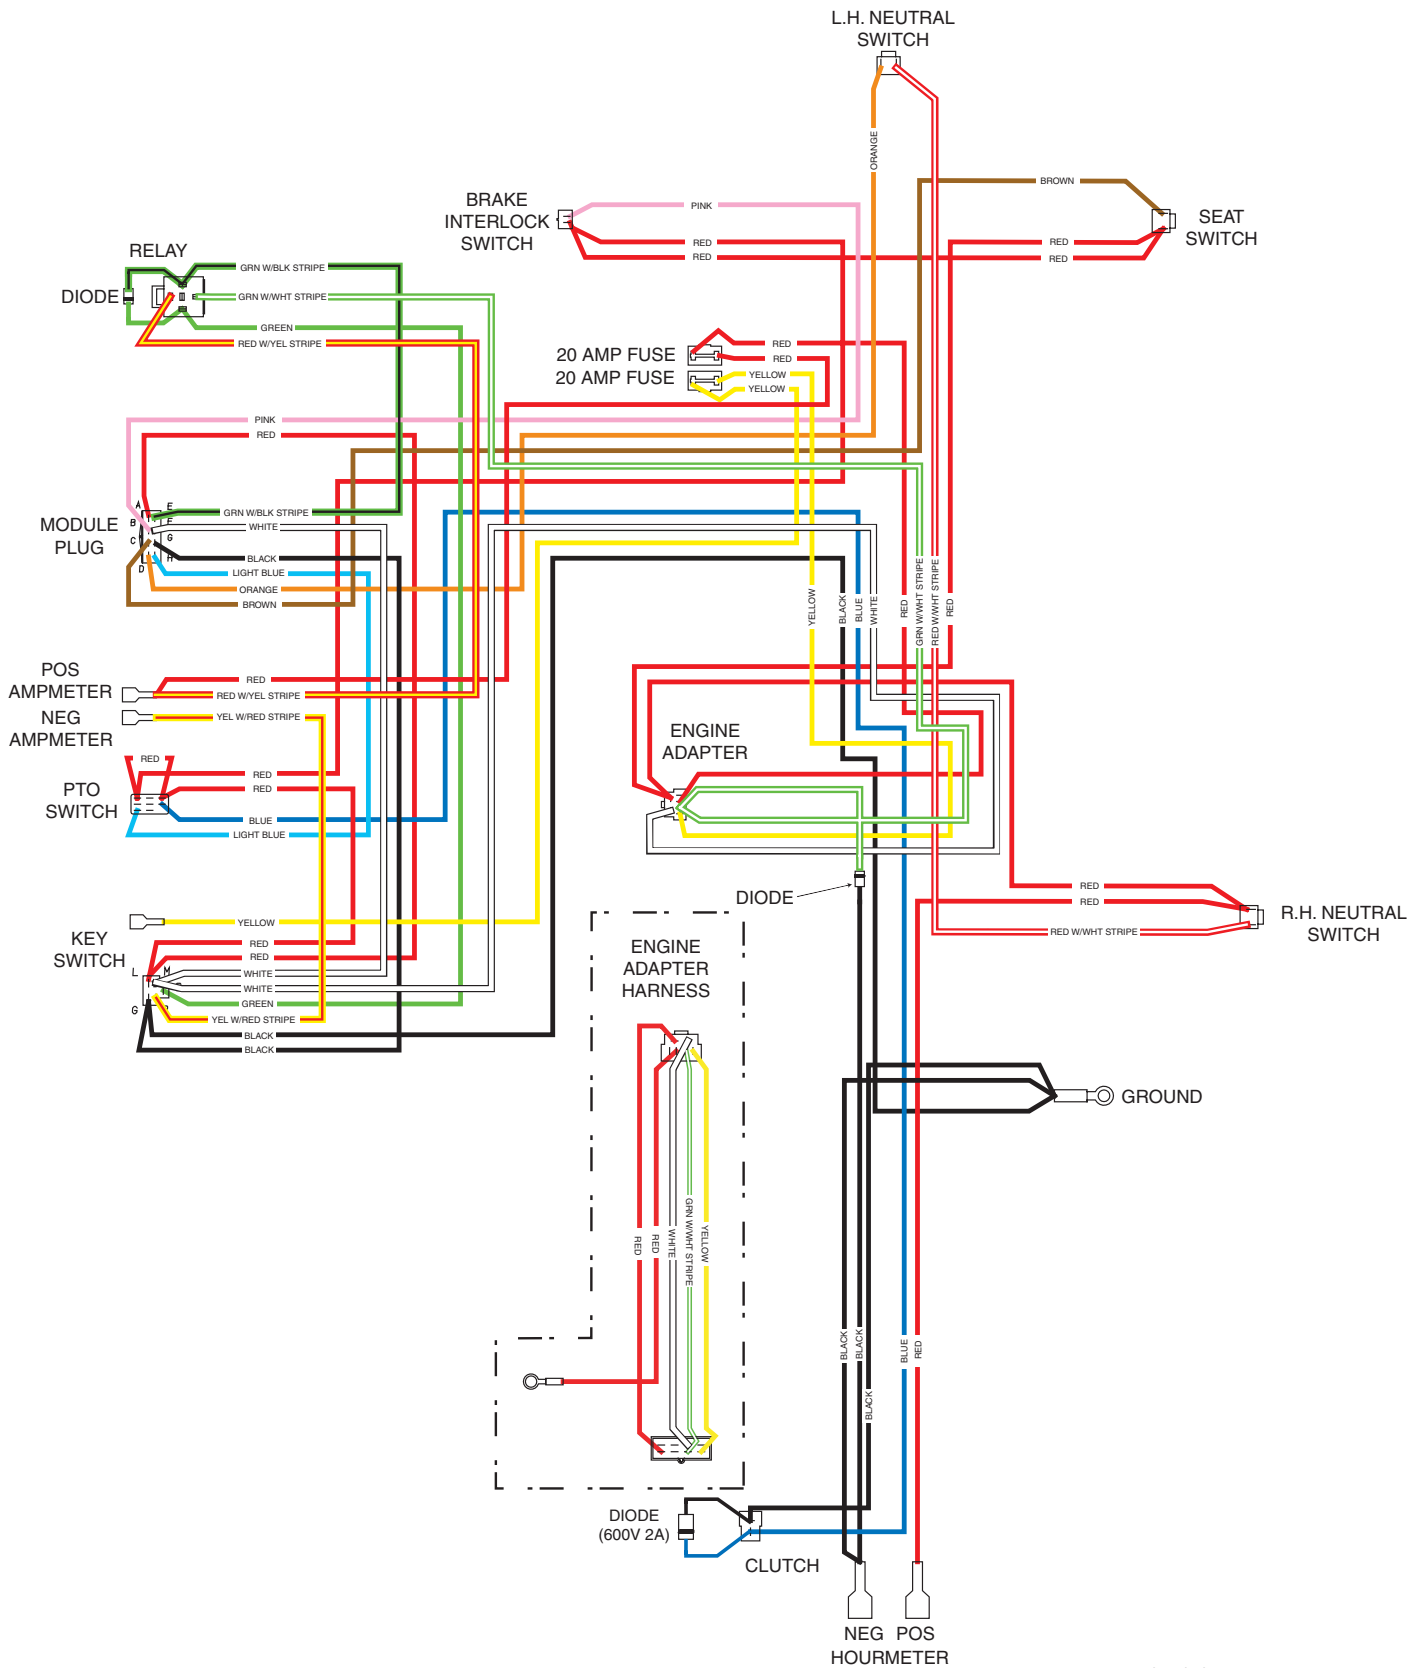 L.H. NEUTRAL
SWITCH
ORANGE
BROWN
BRAKE
INTERLOCK
SWITCH
PINK
RED
RED
RED
RED
SEAT
SWITCH
RELAY
DIODE
GRN W/BLK STRIPE
GRN W/WHT STRIPE
GREEN
RED W/YEL STRIPE
20 AMP FUSE
20 AMP FUSE
RED
RED
YELLOW
YELLOW
PINK
RED
MODULE
PLUG
A
B
C
D
E
F
G
H
GRN W/BLK STRIPE
WHITE
BLACK
LIGHT BLUE
ORANGE
BROWN
YELLOW
BLACK
BLUE
WHITE
RED
GRN W/WHT STRIPE
RED W/WHT STRIPE
RED
POS
AMPMETER
NEG
AMPMETER
RED
RED W/YEL STRIPE
YEL W/RED STRIPE
ENGINE
ADAPTER
PTO
SWITCH
RED
RED
RED
BLUE
LIGHT BLUE
DIODE
RED
RED
RED W/WHT STRIPE
R.H. NEUTRAL
SWITCH
KEY
SWITCH
YELLOW
RED
RED
L
M
G
WHITE
WHITE
GREEN
YEL W/RED STRIPE
BLACK
BLACK
ENGINE
ADAPTER
HARNESS
GROUND
RED
RED
WHITE
GRN W/WHT STRIPE
YELLOW
BLACK
BLACK
BLACK
BLUE
RED
DIODE
(600V 2A)
CLUTCH
NEG POS
HOURMETER